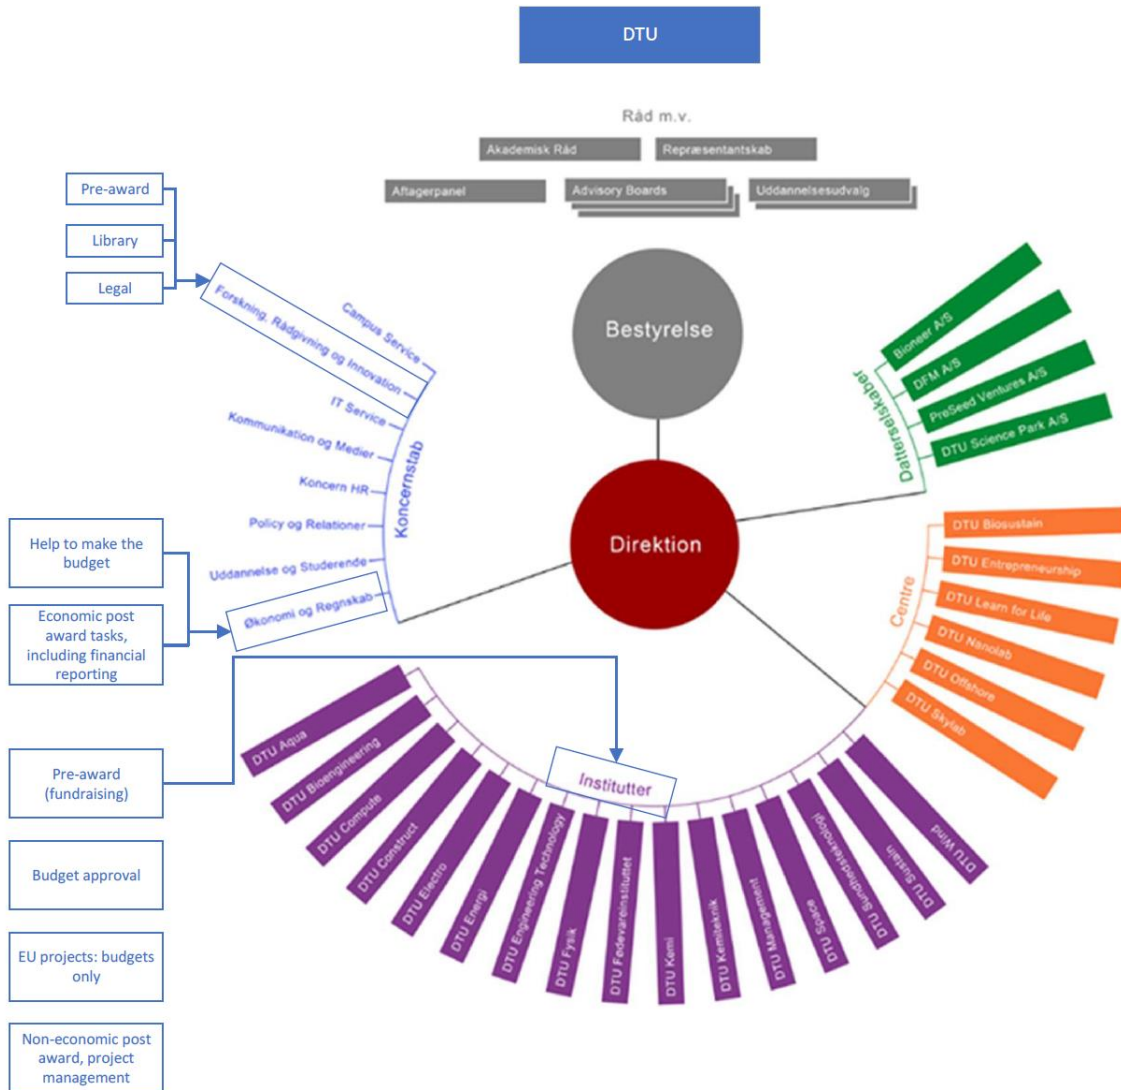 DTU
Råd m.v.
Akademisk Råd
Repræsentantskab
Aftagerpanel
Advisory Boards
Uddannelsesudvalg
Pre-award
Library
Legal
Campus Service
Forskning, Rådgivning og Innovation
IT Service
Kommunikation og Medier
Koncern HR
Policy og Relationer
Uddannelse og Studerende
Økonomi og Regnskab
Koncernstab
Bestyrelse
Direktion
Bioneer A/S
DFM A/S
PreSeed Ventures A/S
DTU Science Park A/S
Datterselskaber
DTU Biosustain
DTU Entrepreneurship
DTU Learn for Life
DTU Nanolab
DTU Offshore
DTU Skylab
Centre
Help to make the
budget
Economic post
award tasks,
including financial
reporting
Pre-award
(fundraising)
Budget approval
EU projects: budgets
only
Non-economic post
award, project
management
Institutter
DTU Aqua
DTU Bioengineering
DTU Compute
DTU Construct
DTU Electro
DTU Energi
DTU Engineering Technology
DTU Fysik
DTU Fødevareinstituttet
DTU Kemi
DTU Kemiteknik
DTU Management
DTU Space
DTU Sundhedsteknologi
DTU Sustain
DTU Wind